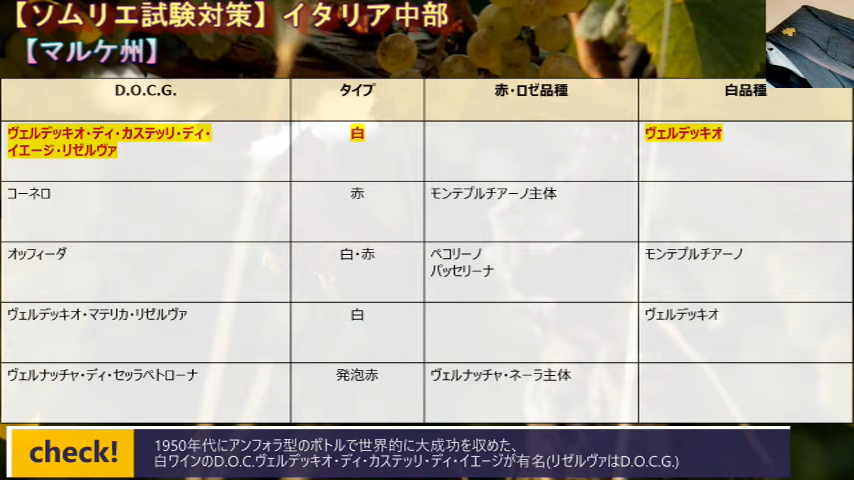 【ソムリエ試験対策】イタリア中部
【マルケ州】
D.O.C.G. タイプ 赤・ロゼ品種 白品種
ヴェルデッキオ・ディ・カステッリ・ディ・
イエージ・リゼルヴァ 白 ヴェルデッキオ
コーネロ 赤 モンテプルチアーノ主体
オッフィーダ 白・赤 ペコリーノ モンテプルチアーノ
パッセリーナ
ヴェルデッキオ・マテリカ・リゼルヴァ 白 ヴェルデッキオ
ヴェルナッチャ・ディ・セッラペトローナ 発泡赤 ヴェルナッチャ・ネーラ主体
check!
1950年代にアンフォラ型のボトルで世界的に大成功を収めた、
白ワインのD.O.C.ヴェルデッキオ・ディ・カステッリ・ディ・イエージが有名(リゼルヴァはD.O.C.G.)